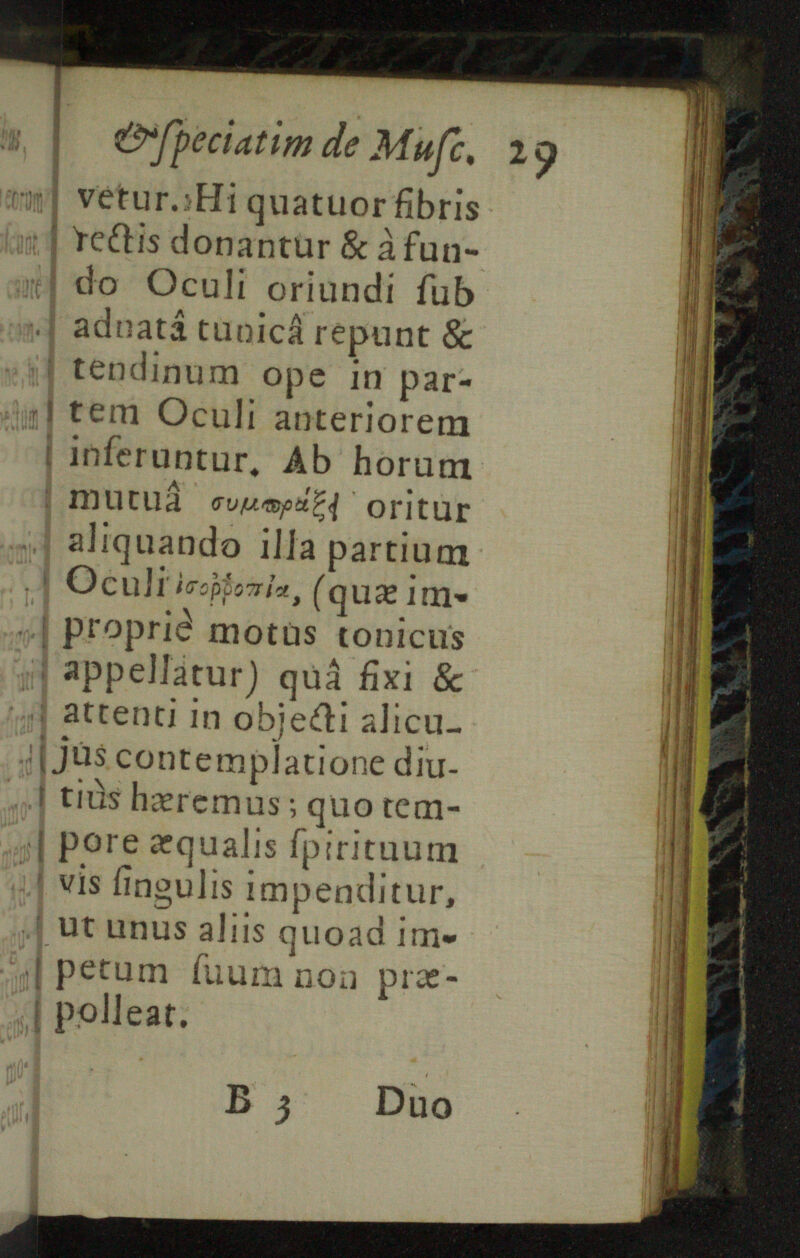 &ſpeciatim de Muſc. 29
vetur. Hi quatuor fibris
rectis donantur & à fun-
do Oculi oriundi ſub
adnatâ tunicâ repunt &
tendinum ope in par-
tem Oculi anteriorem
inferuntur, Ab horum
mutuâ συμπράξει oritur
aliquando illa partium
Oculi ἰσοῤῥοπία, (quæ im-
propriè motus tonicus
appellatur) quâ fixi &
attenti in objecti alicu-
jus contemplatione diu-
tiùs hæremus; quo tem-
pore æqualis ſpirituum
vis ſingulis impenditur,
ut unus aliis quoad im-
petum ſuum non præ-
polleat.
B 3 Duo